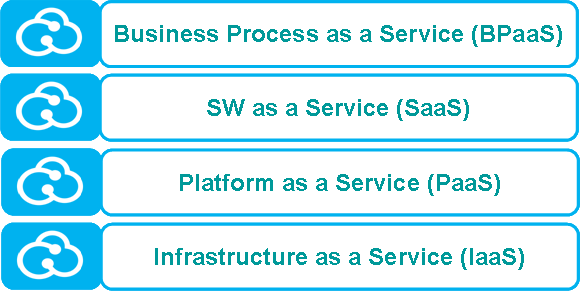 Business Process as a Service (BPaaS)
SW as a Service (SaaS)
Platform as a Service (PaaS)
Infrastructure as a Service (IaaS)